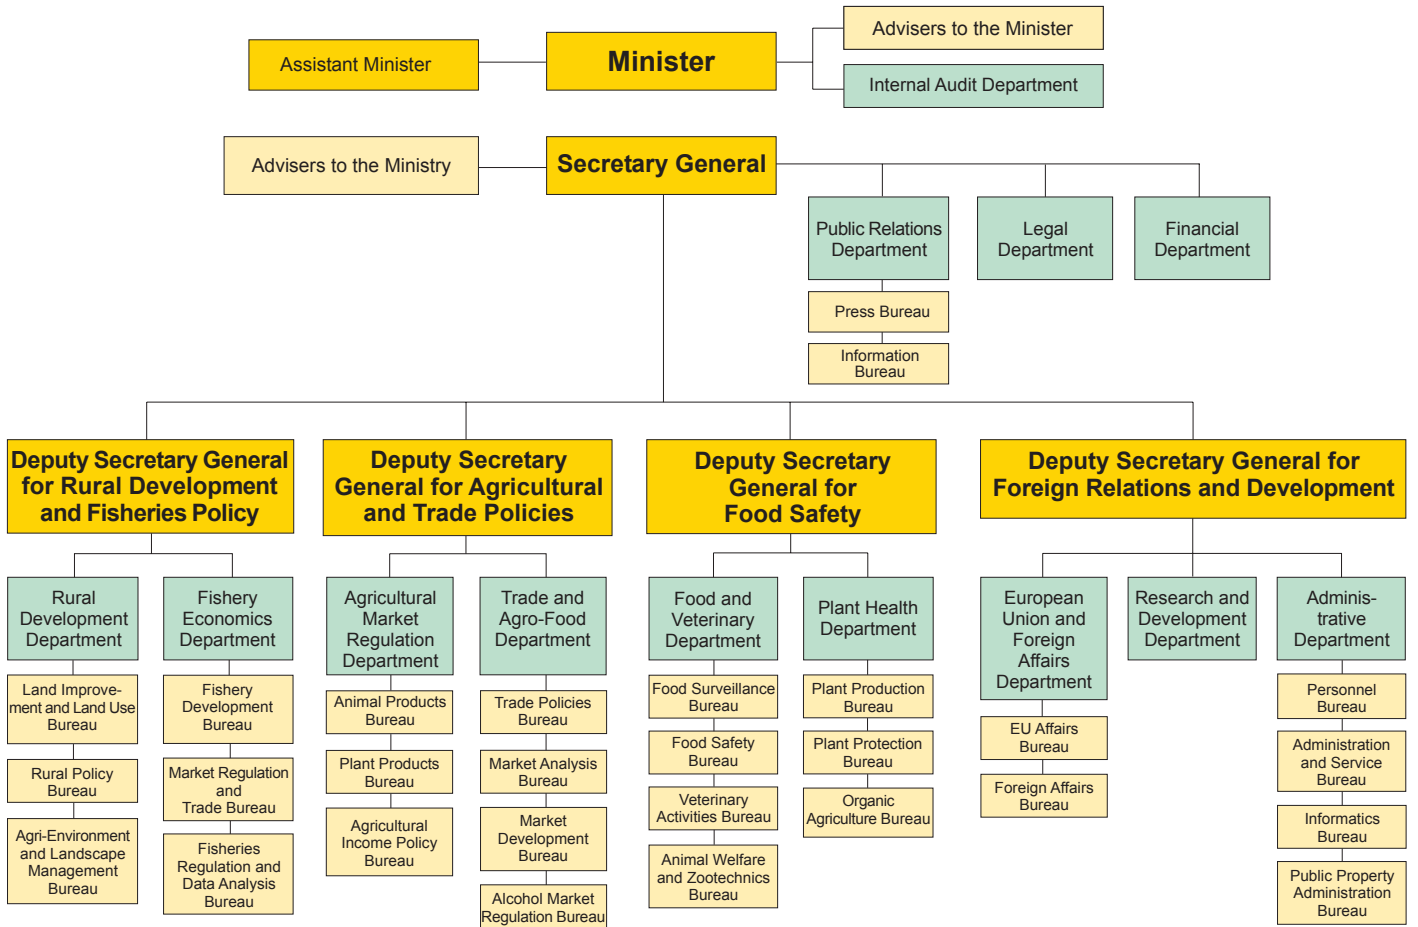 Assistant Minister
Minister
Advisers to the Minister
Internal Audit Department
Advisers to the Ministry
Secretary General
Public Relations
Department
Legal
Department
Financial
Department
Press Bureau
Information
Bureau
Deputy Secretary General
for Rural Development
and Fisheries Policy
Deputy Secretary
General for Agricultural
and Trade Policies
Deputy Secretary
General for
Food Safety
Deputy Secretary General for
Foreign Relations and Development
Rural
Development
Department
Land Improve-
ment and Land Use
Bureau
Rural Policy
Bureau
Agri-Environment
and Landscape
Management
Bureau
Fishery
Economics
Department
Fishery
Development
Bureau
Market Regulation
and
Trade Bureau
Fisheries
Regulation and
Data Analysis
Bureau
Agricultural
Market
Regulation
Department
Animal Products
Bureau
Plant Products
Bureau
Agricultural
Income Policy
Bureau
Trade and
Agro-Food
Department
Trade Policies
Bureau
Market Analysis
Bureau
Market
Development
Bureau
Alcohol Market
Regulation Bureau
Food and
Veterinary
Department
Food Surveillance
Bureau
Food Safety
Bureau
Veterinary
Activities Bureau
Animal Welfare
and Zootechnics
Bureau
Plant Health
Department
Plant Production
Bureau
Plant Protection
Bureau
Organic
Agriculture Bureau
European
Union and
Foreign
Affairs
Department
EU Affairs
Bureau
Foreign Affairs
Bureau
Research and
Development
Department
Adminis-
trative
Department
Personnel
Bureau
Administration
and Service
Bureau
Informatics
Bureau
Public Property
Administration
Bureau